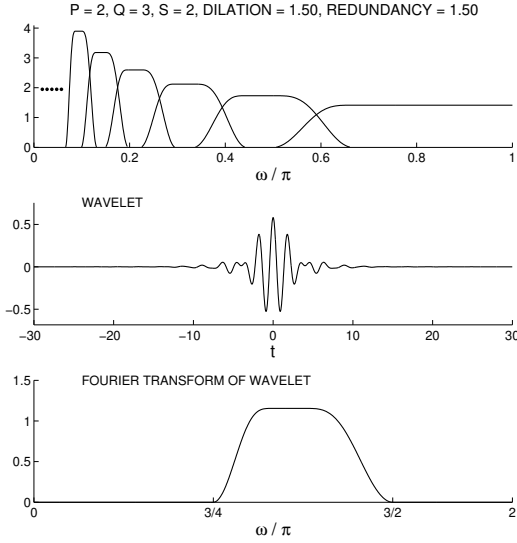 P = 2, Q = 3, S = 2, DILATION = 1.50, REDUNDANCY = 1.50
4
3
2
1
0
0 0.2 0.4 0.6 0.8 1
ω / π
WAVELET
0.5
0
−0.5
−30 −20 −10 0 10 20 30
t
FOURIER TRANSFORM OF WAVELET
1.5
1
0.5
0
0 3/4 3/2 2
ω / π